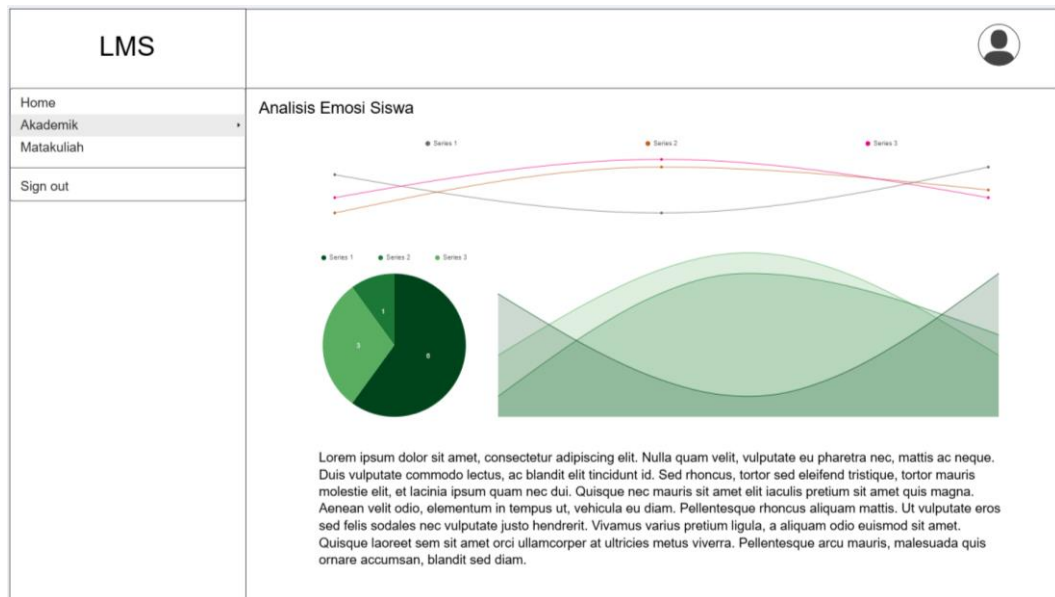 LMS
Home
Akademik
Matakuliah
Sign out
Analisis Emosi Siswa
Series 1
Series 2
Series 3
Series 1
Series 2
Series 3
1
3
6
Lorem ipsum dolor sit amet, consectetur adipiscing elit. Nulla quam velit, vulputate eu pharetra nec, mattis ac neque.
Duis vulputate commodo lectus, ac blandit elit tincidunt id. Sed rhoncus, tortor sed eleifend tristique, tortor mauris
molestie elit, et lacinia ipsum quam nec dui. Quisque nec mauris sit amet elit iaculis pretium sit amet quis magna.
Aenean velit odio, elementum in tempus ut, vehicula eu diam. Pellentesque rhoncus aliquam mattis. Ut vulputate eros
sed felis sodales nec vulputate justo hendrerit. Vivamus varius pretium ligula, a aliquam odio euismod sit amet.
Quisque laoreet sem sit amet orci ullamcorper at ultricies metus viverra. Pellentesque arcu mauris, malesuada quis
ornare accumsan, blandit sed diam.